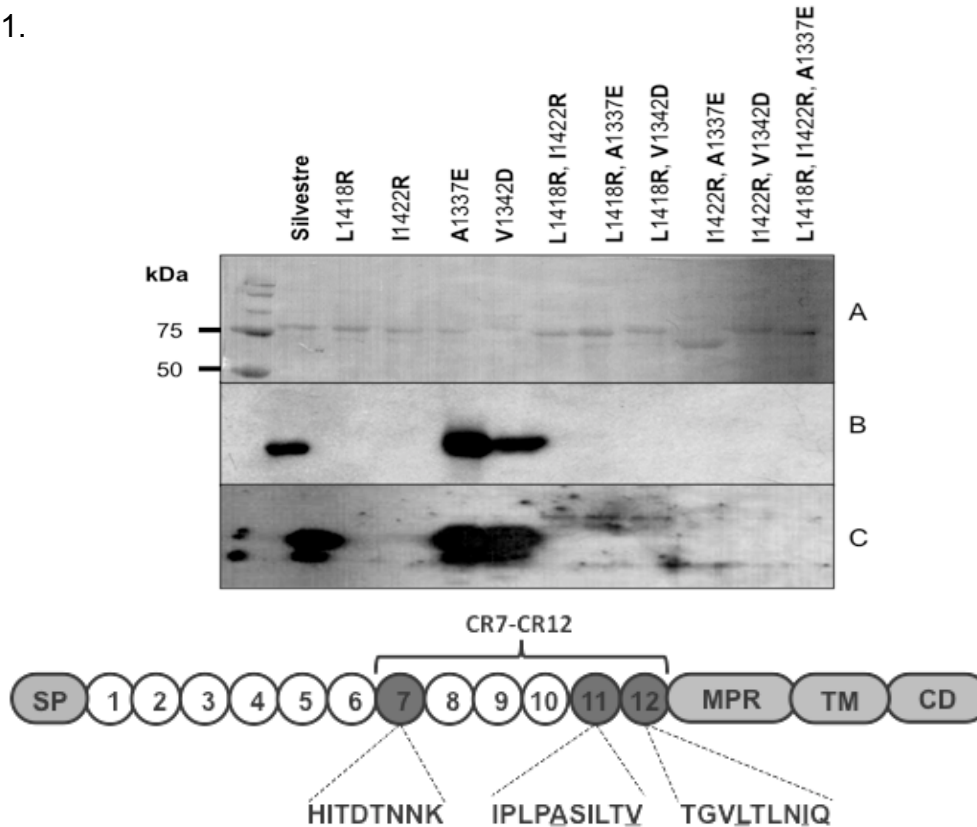 1.
Silvestre
L1418R
I1422R
A1337E
V1342D
L1418R, I1422R
L1418R, A1337E
L1418R, V1342D
I1422R, A1337E
I1422R, V1342D
L1418R, I1422R, A1337E
kDa
75
50
A
B
C
CR7-CR12
SP 1 2 3 4 5 6 7 8 9 10 11 12 MPR TM CD
HITDTNNK IPLPASILTV TGVLTLNIQ